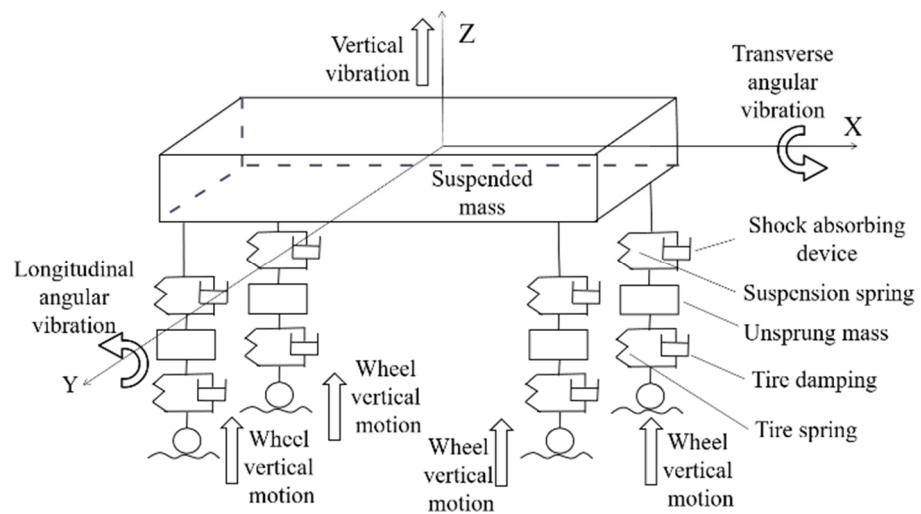 Vertical
vibration
Z
Transverse
angular
vibration
X
Suspended
mass
Shock absorbing
device
Longitudinal
angular
vibration
Suspension spring
Unsprung mass
Y
Wheel
vertical
motion
Tire damping
Tire spring
Wheel
vertical
motion
Wheel
vertical
motion
Wheel
vertical
motion